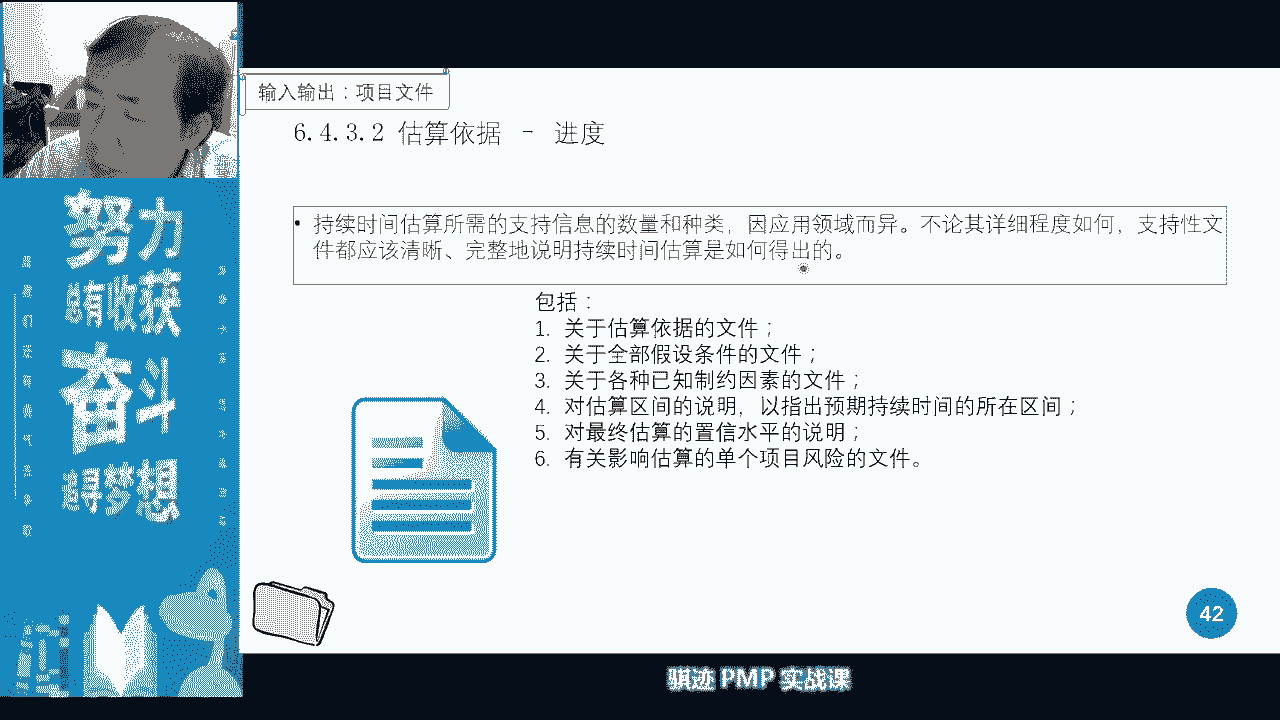 输入输出：项目文件
6.4.3.2 估算依据 - 进度
• 持续时间估算所需的支持信息的数量和种类，因应用领域而异。不论其详细程度如何，支持性文
件都应该清晰、完整地说明持续时间估算是如何得出的。
包括：
1. 关于估算依据的文件；
2. 关于全部假设条件的文件；
3. 关于各种已知制约因素的文件；
4. 对估算区间的说明，以指出预期持续时间的所在区间；
5. 对最终估算的置信水平的说明；
6. 有关影响估算的单个项目风险的文件。
努力
总有收获
奋斗
追寻梦想
42
骐迹 PMP 实战课